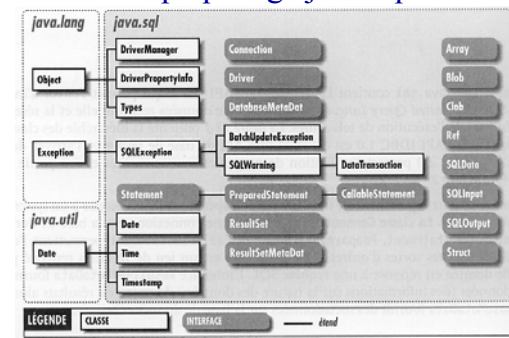 java.lang
java.sql
DriverManager
Connection
Array
Object
DriverPropertyInfo
Driver
Blob
Types
DatabaseMetaDat
Clob
BatchUpdateException
Ref
Exception
SQLException
SQLWarning
DataTransaction
SQLData
Statement
PreparedStatement
CallableStatement
SQLInput
java.util
Date
ResultSet
SQLOutput
Date
Time
ResultSetMetaDat
Struct
Timestamp
LÉGENDE
CLASSE
INTERFACE
étend